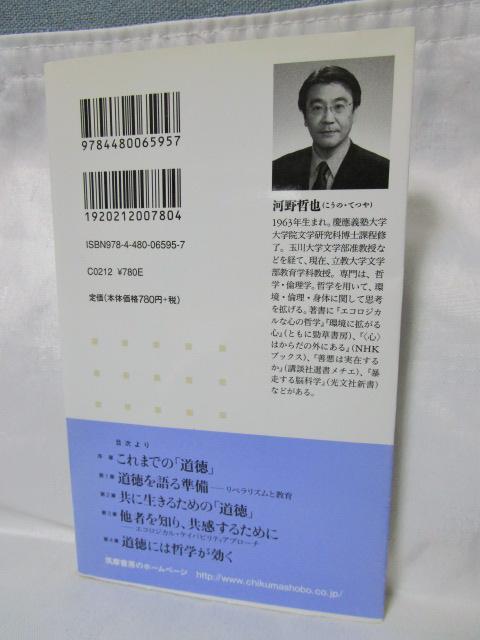 9784480065957
1920212007804
ISBN978-4-480-06595-7
C0212 ¥780E
定価(本体価格780円+税)
河野哲也(こうの・てつや)
1963年生まれ。慶應義塾大学
大学院文学研究科博士課程修
了。玉川大学文学部准教授な
どを経て、現在、立教大学文学
部教育学科教授。専門は、哲
学・倫理学。哲学を用いて、環
境・倫理・身体に関して思考
を拡げる。著書に『エコロジカ
ルな心の哲学』『環境に拡がる
心』(ともに勁草書房)、『〈心〉
はからだの外にある』(NHK
ブックス)、『善悪は実在する
か』(講談社選書メチエ)、『暴
走する脳科学』(光文社新書)
などがある。
目次より
序章 これまでの「道徳」
第1章 道徳を語る準備──リベラリズムと教育
第2章 共に生きるための「道徳」
第3章 他者を知り、共感するために
──エコロジカル・ケイパビリティアプローチ
第4章 道徳には哲学が効く
筑摩書房のホームページ http://www.chikumashobo.co.jp/